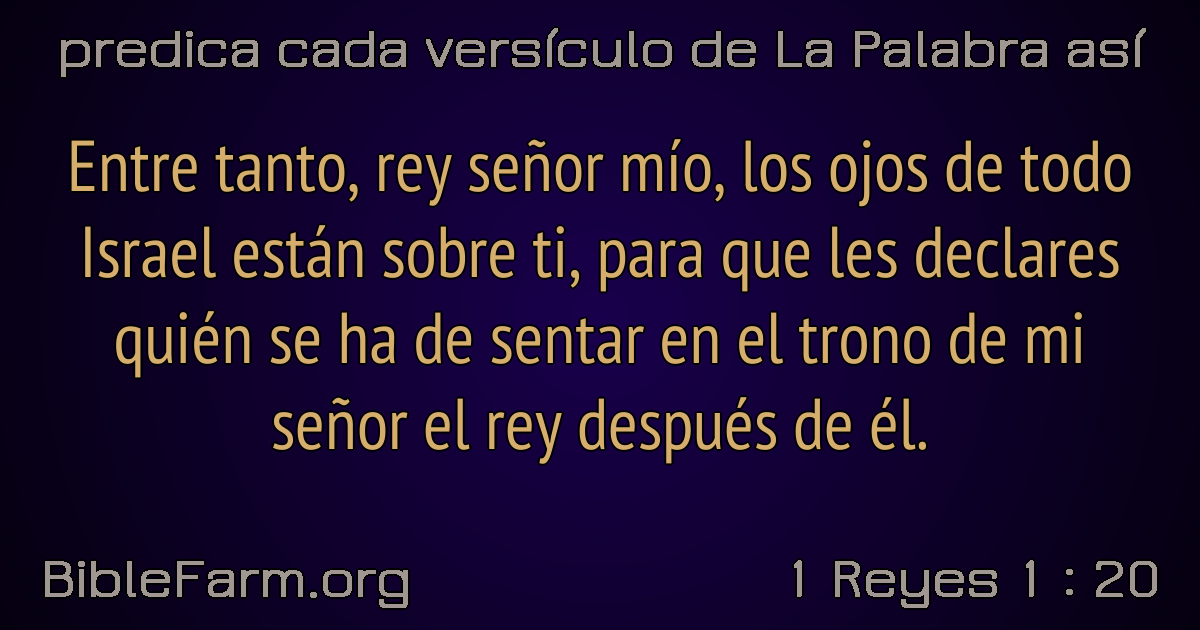 predica cada versículo de La Palabra así
Entre tanto, rey señor mío, los ojos de todo
Israel están sobre ti, para que les declares
quién se ha de sentar en el trono de mi
señor el rey después de él.
BibleFarm.org
1 Reyes 1 : 20